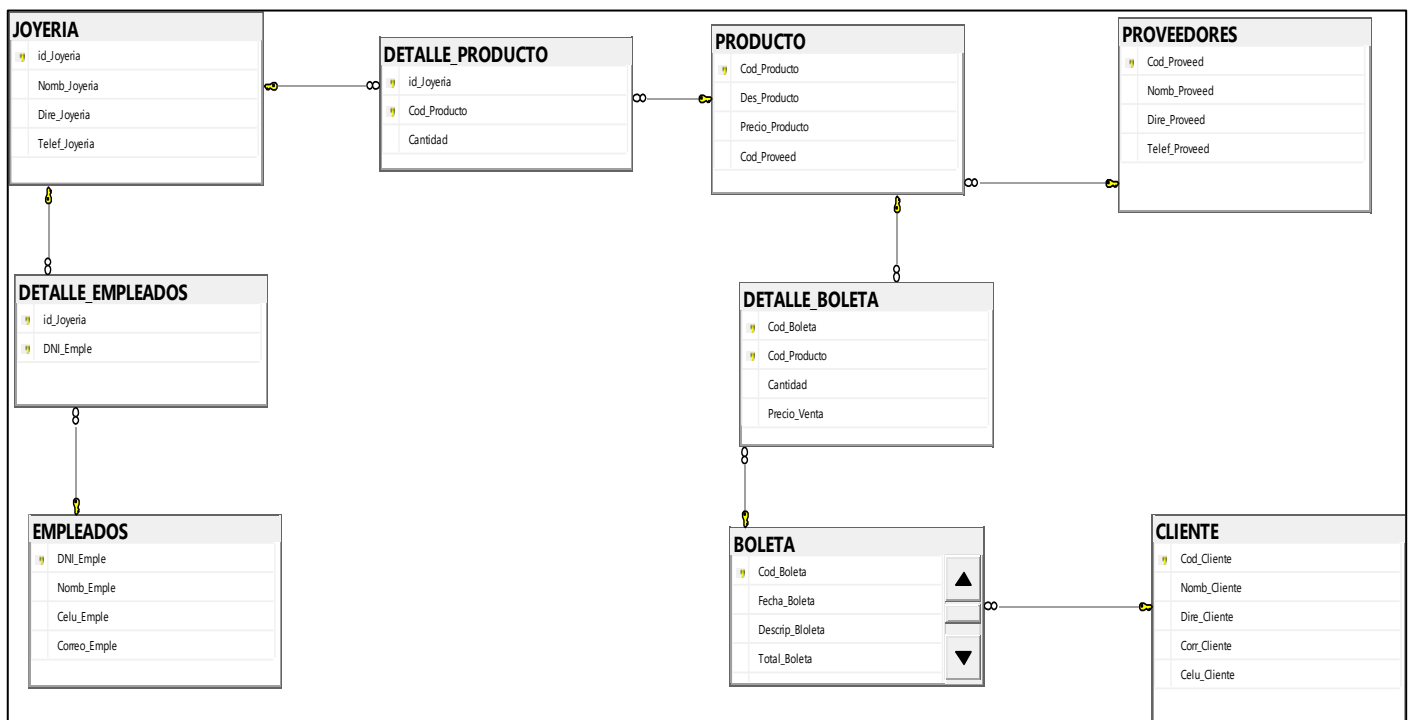 JOYERIA
id_Joyeria
Nomb_Joyeria
Dire_Joyeria
Telef_Joyeria
DETALLE_PRODUCTO
id_Joyeria
Cod_Producto
Cantidad
PRODUCTO
Cod_Producto
Des_Producto
Precio_Producto
Cod_Proveed
PROVEEDORES
Cod_Proveed
Nomb_Proveed
Dire_Proveed
Telef_Proveed
DETALLE_EMPLEADOS
id_Joyeria
DNI_Emple
DETALLE_BOLETA
Cod_Boleta
Cod_Producto
Cantidad
Precio_Venta
EMPLEADOS
DNI_Emple
Nomb_Emple
Celu_Emple
Correo_Emple
BOLETA
Cod_Boleta
Fecha_Boleta
Descrip_Bloleta
Total_Boleta
CLIENTE
Cod_Cliente
Nomb_Cliente
Dire_Cliente
Corr_Cliente
Celu_Cliente